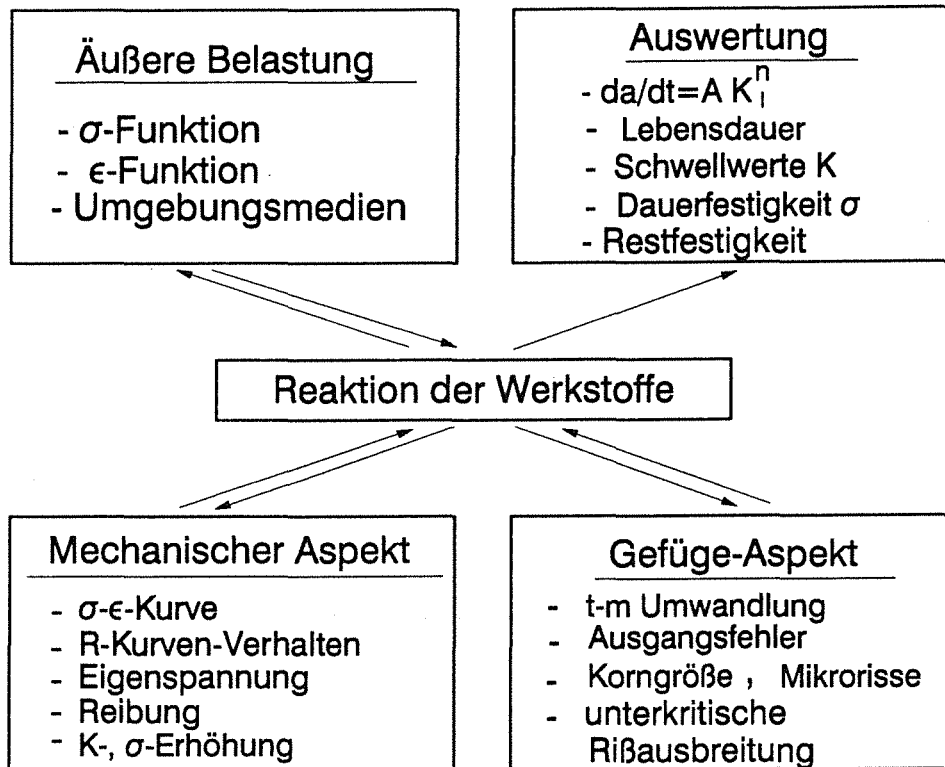 Äußere Belastung
- σ-Funktion
- ϵ-Funktion
- Umgebungsmedien
Auswertung
- da/dt=A K_I^n
- Lebensdauer
- Schwellwerte K
- Dauerfestigkeit σ
- Restfestigkeit
Reaktion der Werkstoffe
Mechanischer Aspekt
- σ-ϵ-Kurve
- R-Kurven-Verhalten
- Eigenspannung
- Reibung
- K-, σ-Erhöhung
Gefüge-Aspekt
- t-m Umwandlung
- Ausgangsfehler
- Korngröße , Mikrorisse
- unterkritische
Rißausbreitung